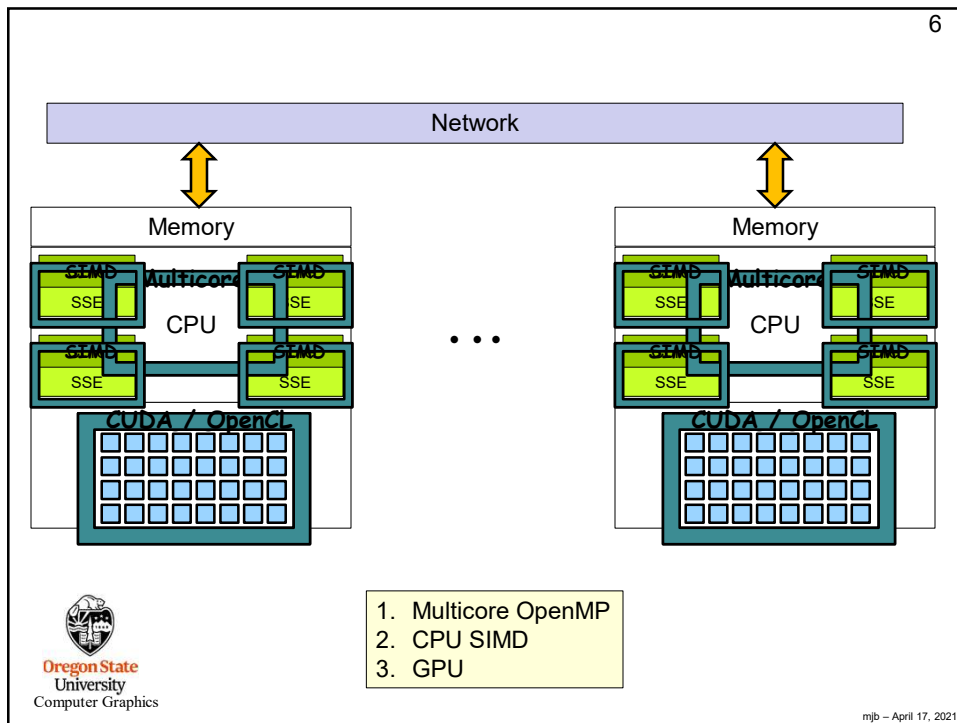 6
Network
Memory
Memory
SIMD Multicore SIMD
SSE SSE
CPU
SIMD SIMD
SSE SSE
CUDA / OpenCL
• • •
SIMD Multicore SIMD
SSE SSE
CPU
SIMD SIMD
SSE SSE
CUDA / OpenCL
1. Multicore OpenMP
2. CPU SIMD
3. GPU
Oregon State
University
Computer Graphics
mjb – April 17, 2021